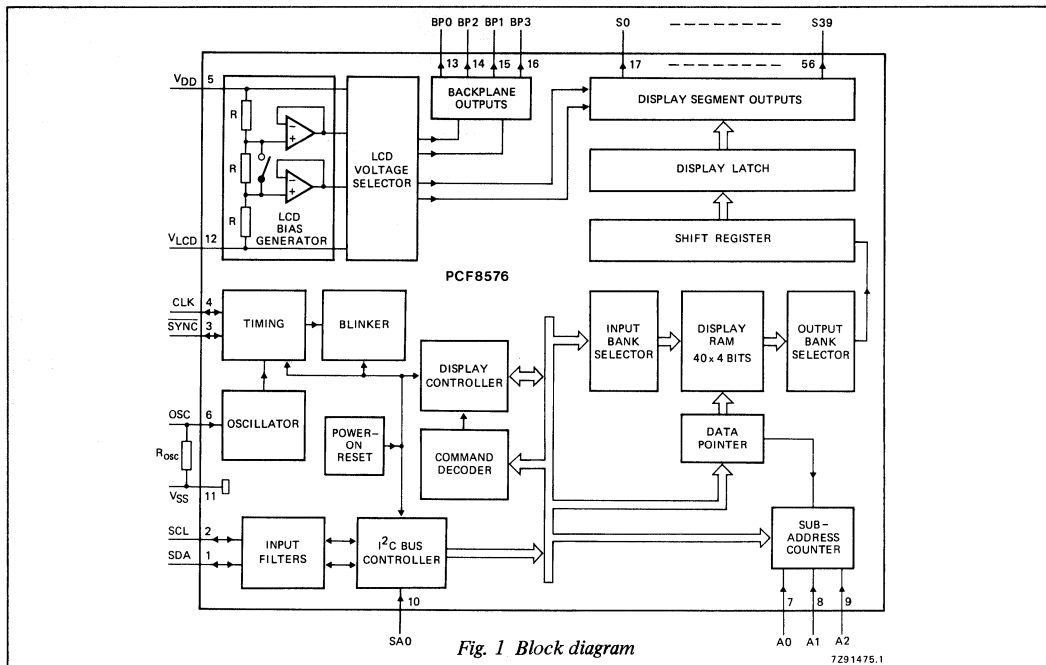 BP0 BP2 BP1 BP3 S0 S39
13 14 15 16 17 56
VDD 5
BACKPLANE
OUTPUTS
DISPLAY SEGMENT OUTPUTS
R
R
R
- +
- +
LCD
BIAS
GENERATOR
LCD
VOLTAGE
SELECTOR
DISPLAY LATCH
VLCD 12
SHIFT REGISTER
PCF8576
CLK 4
SYNC 3
TIMING
BLINKER
DISPLAY
CONTROLLER
INPUT
BANK
SELECTOR
DISPLAY
RAM
40 x 4 BITS
OUTPUT
BANK
SELECTOR
OSC 6
OSCILLATOR
ROSC
VSS 11
POWER-
ON
RESET
COMMAND
DECODER
DATA
POINTER
SCL 2
SDA 1
INPUT
FILTERS
I2C BUS
CONTROLLER
SUB-
ADDRESS
COUNTER
10
SA0
7 8 9
A0 A1 A2
Fig. 1 Block diagram
7Z91475.1